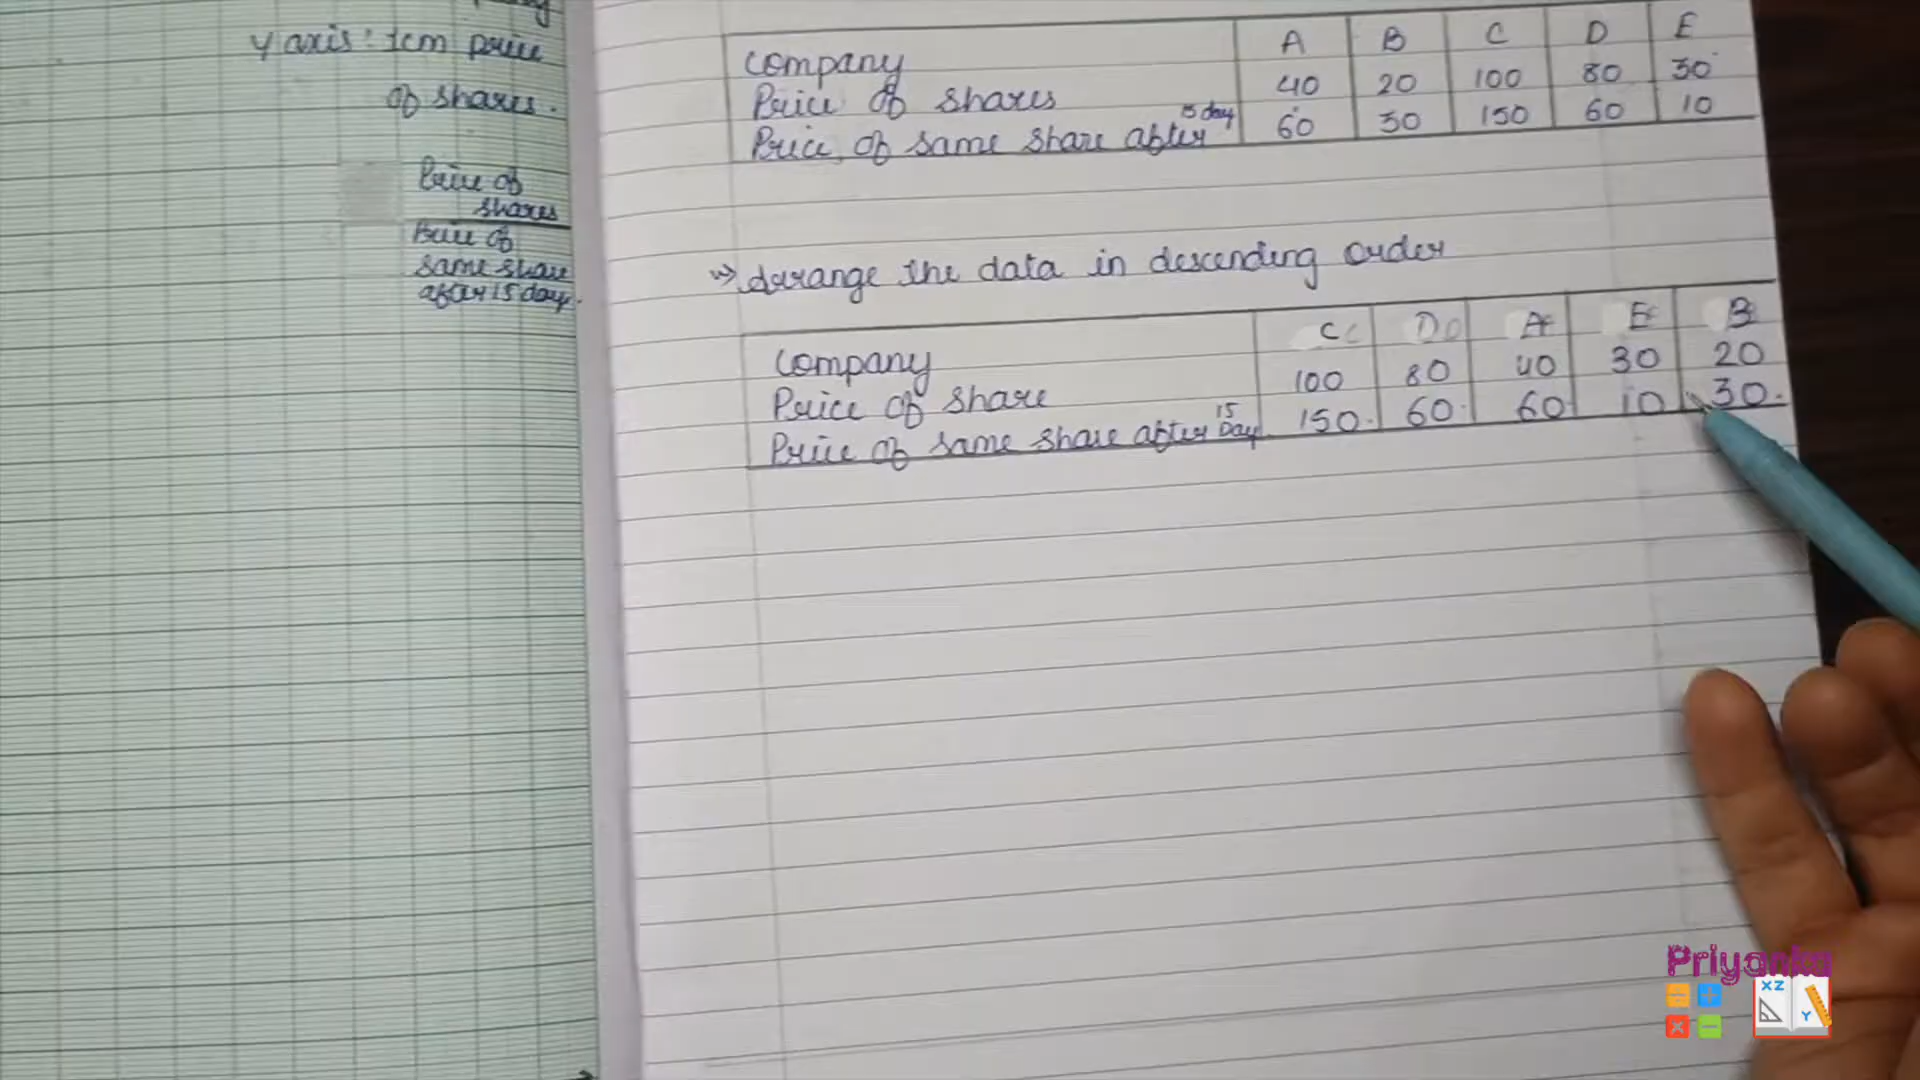 y axis: 1cm price
of shares.
Price of
shares
Price of
same share
after 15 day.
Company A B C D E
Price of shares 40 20 100 80 30
Price of same share after 15 day 60 30 150 60 10
Arrange the data in descending order
Company C D A E B
Price of share 100 80 40 30 20
Price of same share after 15 Day 150 60 60 10 30
Priyanka
XZ
Y